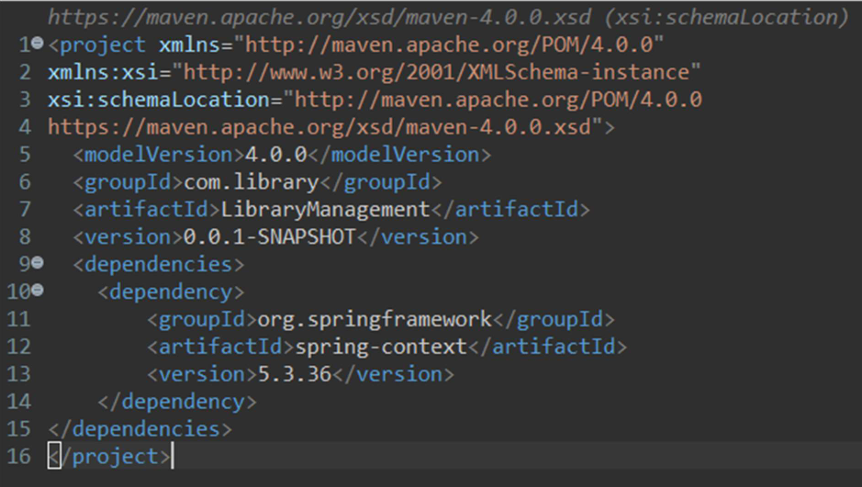 https://maven.apache.org/xsd/maven-4.0.0.xsd (xsi:schemaLocation)
1 <project xmlns="http://maven.apache.org/POM/4.0.0"
2 xmlns:xsi="http://www.w3.org/2001/XMLSchema-instance"
3 xsi:schemaLocation="http://maven.apache.org/POM/4.0.0
4 https://maven.apache.org/xsd/maven-4.0.0.xsd">
5   <modelVersion>4.0.0</modelVersion>
6   <groupId>com.library</groupId>
7   <artifactId>LibraryManagement</artifactId>
8   <version>0.0.1-SNAPSHOT</version>
9   <dependencies>
10     <dependency>
11         <groupId>org.springframework</groupId>
12         <artifactId>spring-context</artifactId>
13         <version>5.3.36</version>
14     </dependency>
15 </dependencies>
16 </project>